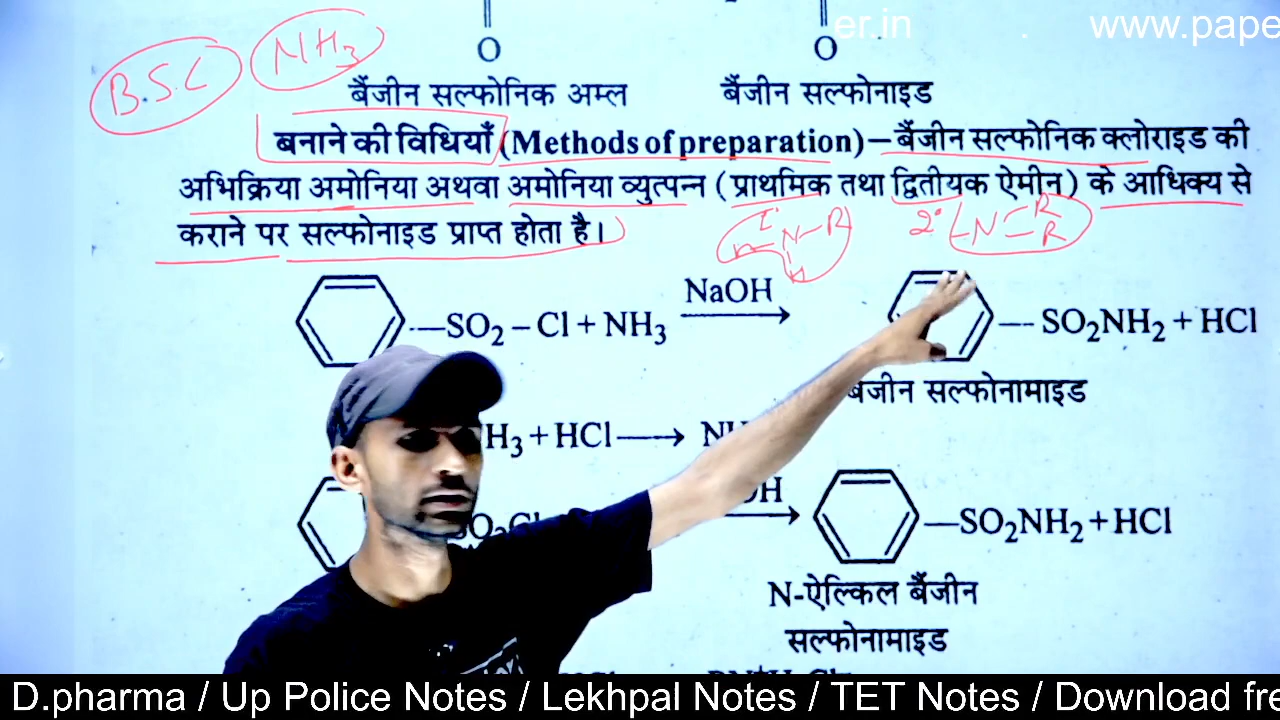 er.in . www.pape
O O
B.S.C NH3
बैंजीन सल्फोनिक अम्ल बैंजीन सल्फोनाइड
बनाने की विधियाँ (Methods of preparation)—बैंजीन सल्फोनिक क्लोराइड की
अभिक्रिया अमोनिया अथवा अमोनिया व्युत्पन्न ( प्राथमिक तथा द्वितीयक ऐमीन ) के आधिक्य से
कराने पर सल्फोनाइड प्राप्त होता है।
2° N R R
—SO₂ – Cl + NH₃ NaOH → — SO₂NH₂ + HCl
बैंजीन सल्फोनामाइड
H₃ + HCl ⟶ NH
→ —SO₂NH₂ + HCl
N-ऐल्किल बैंजीन
सल्फोनामाइड
D.pharma / Up Police Notes / Lekhpal Notes / TET Notes / Download fre